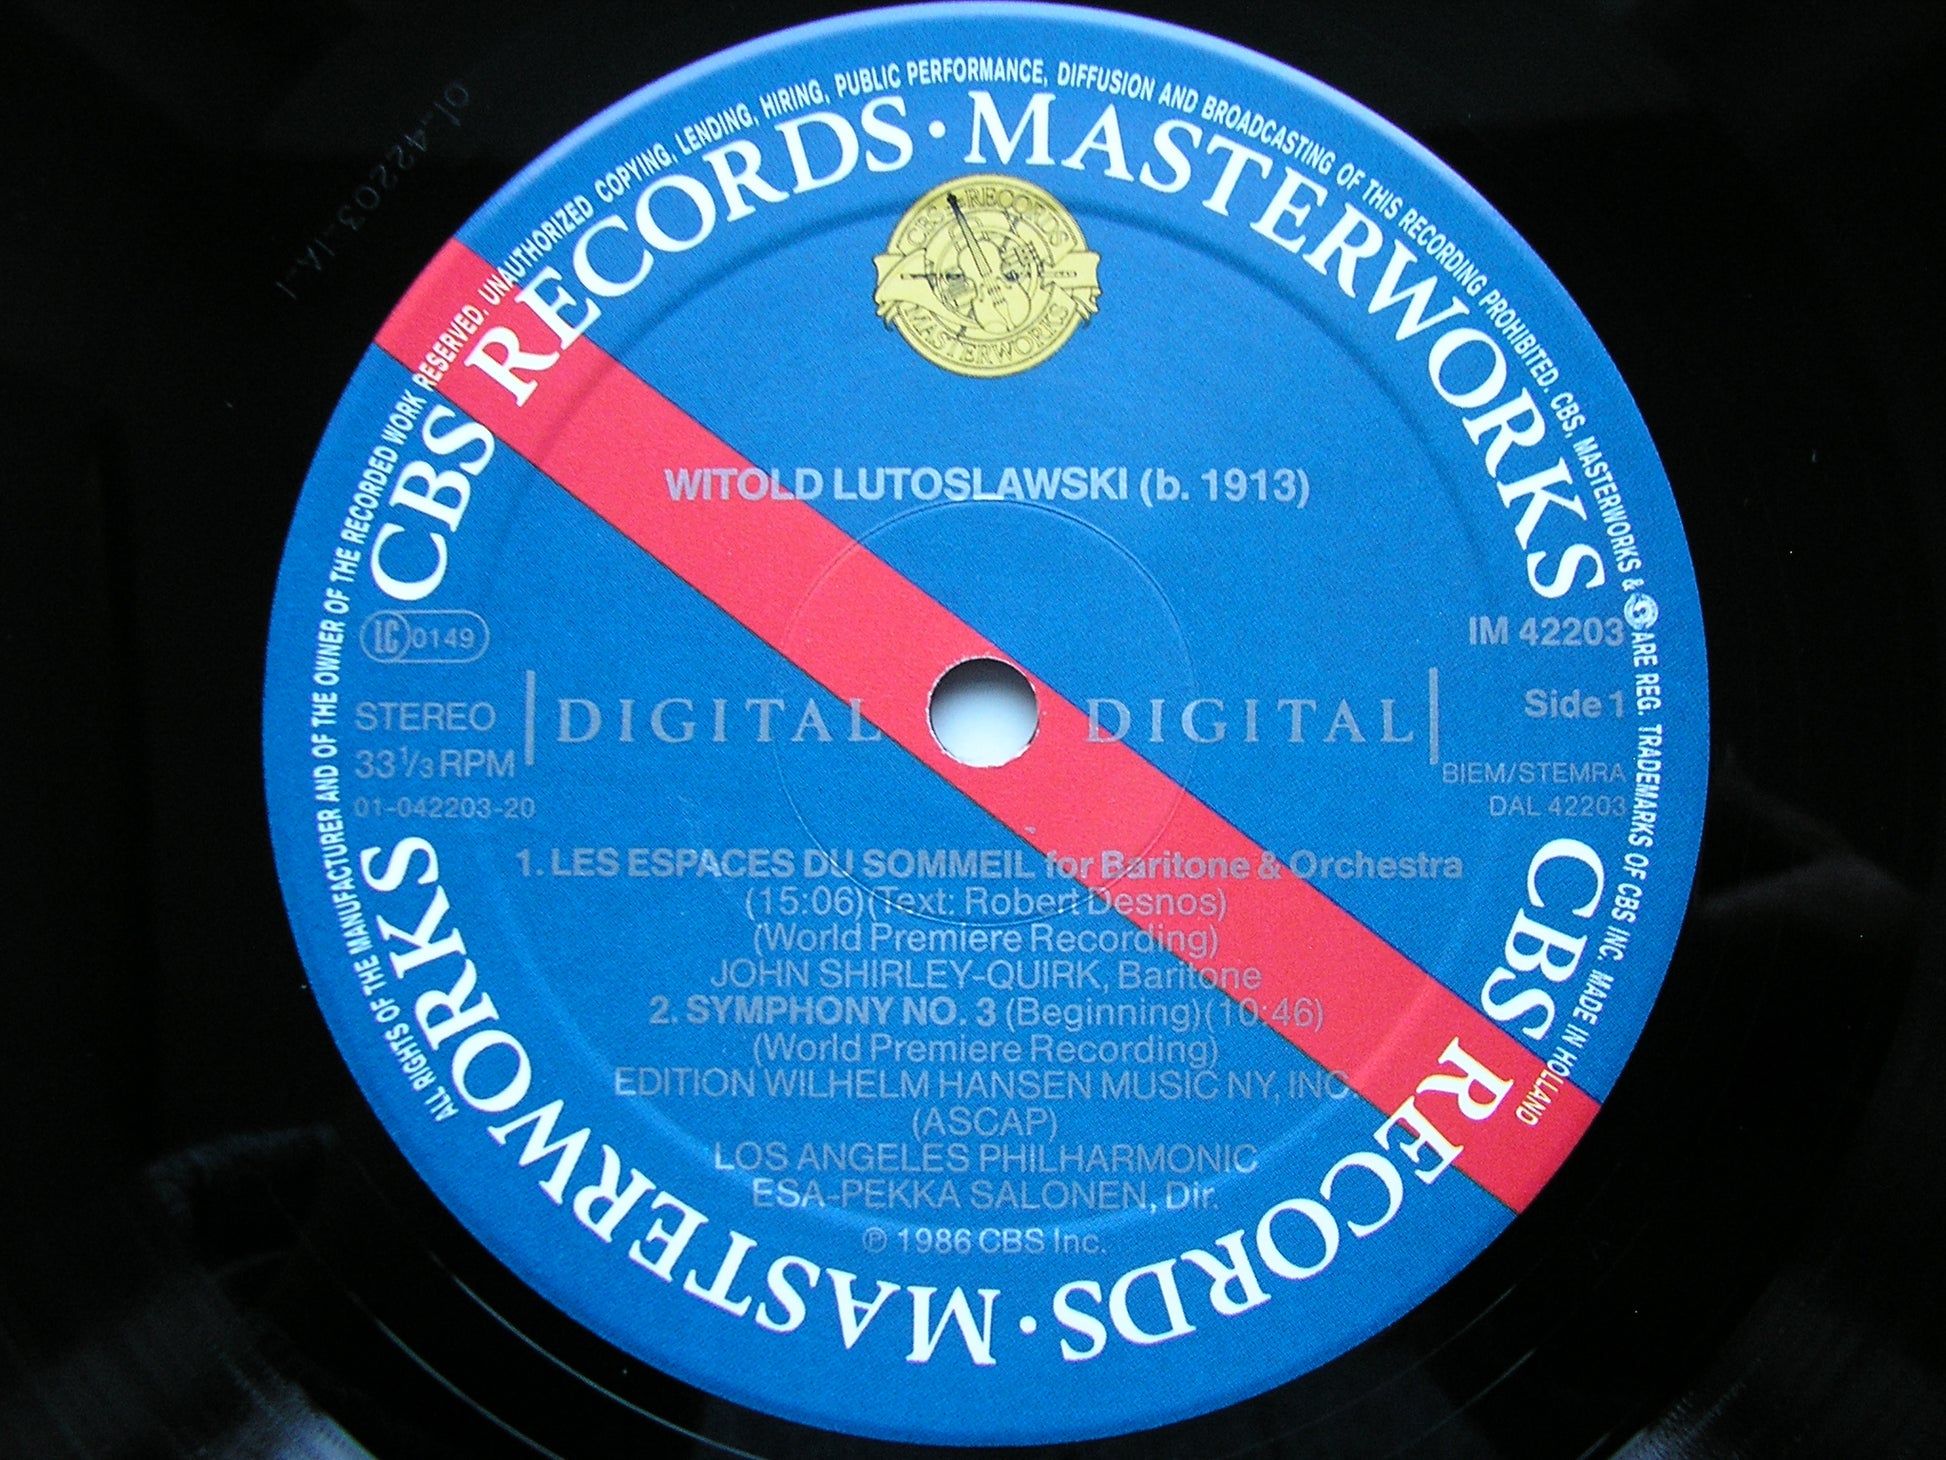 ALL RIGHTS OF THE MANUFACTURER AND OF THE OWNER OF THE RECORDED WORK RESERVED. UNAUTHORIZED COPYING, LENDING, HIRING, PUBLIC PERFORMANCE, DIFFUSION AND BROADCASTING OF THIS RECORDING PROHIBITED. CBS, MASTERWORKS & ARE REG. TRADEMARKS OF CBS INC. MADE IN HOLLAND
CBS RECORDS · MASTERWORKS
CBS RECORDS · MASTERWORKS
CBS RECORDS
MASTERWORKS
01-42203-1A-1
WITOLD LUTOSLAWSKI (b. 1913)
LC 0149
IM 42203
STEREO
33 1/3 RPM
01-042203-20
DIGITAL DIGITAL
Side 1
BIEM/STEMRA
DAL 42203
1. LES ESPACES DU SOMMEIL for Baritone & Orchestra
(15:06) (Text: Robert Desnos)
(World Premiere Recording)
JOHN SHIRLEY-QUIRK, Baritone
2. SYMPHONY NO. 3 (Beginning) (10:46)
(World Premiere Recording)
EDITION WILHELM HANSEN MUSIC NY, INC.
(ASCAP)
LOS ANGELES PHILHARMONIC
ESA-PEKKA SALONEN, Dir.
℗ 1986 CBS Inc.